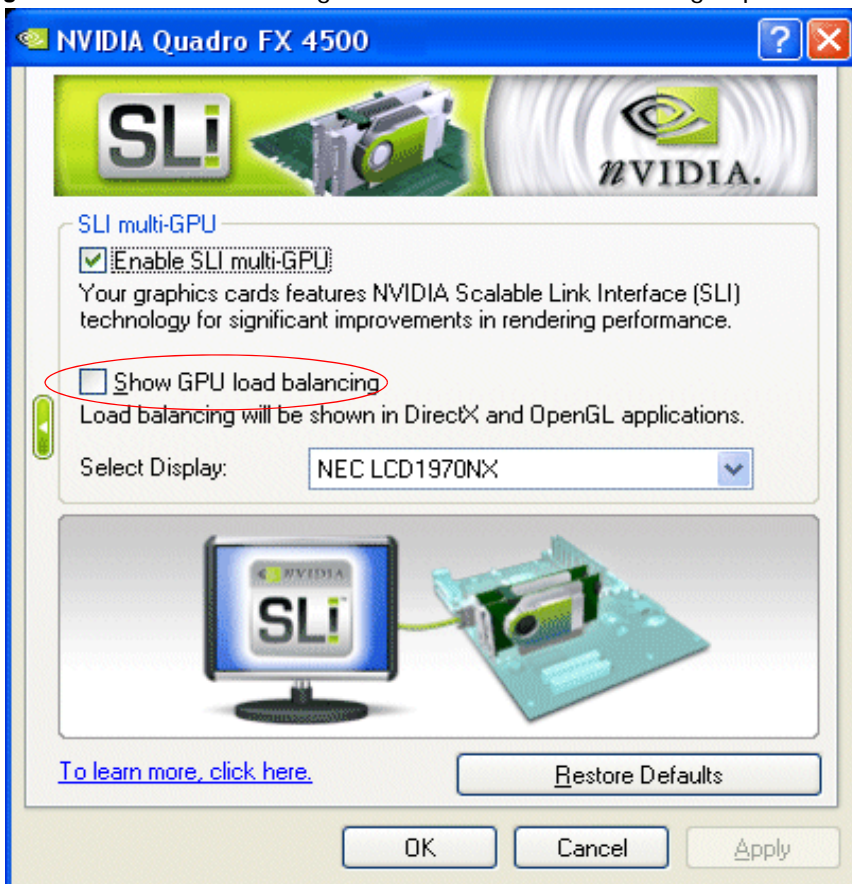 NVIDIA Quadro FX 4500
SLI
NVIDIA.
SLI multi-GPU
Enable SLI multi-GPU
Your graphics cards features NVIDIA Scalable Link Interface (SLI)
technology for significant improvements in rendering performance.
Show GPU load balancing
Load balancing will be shown in DirectX and OpenGL applications.
Select Display: NEC LCD1970NX
NVIDIA
SLI
To learn more, click here.
Restore Defaults
OK Cancel Apply